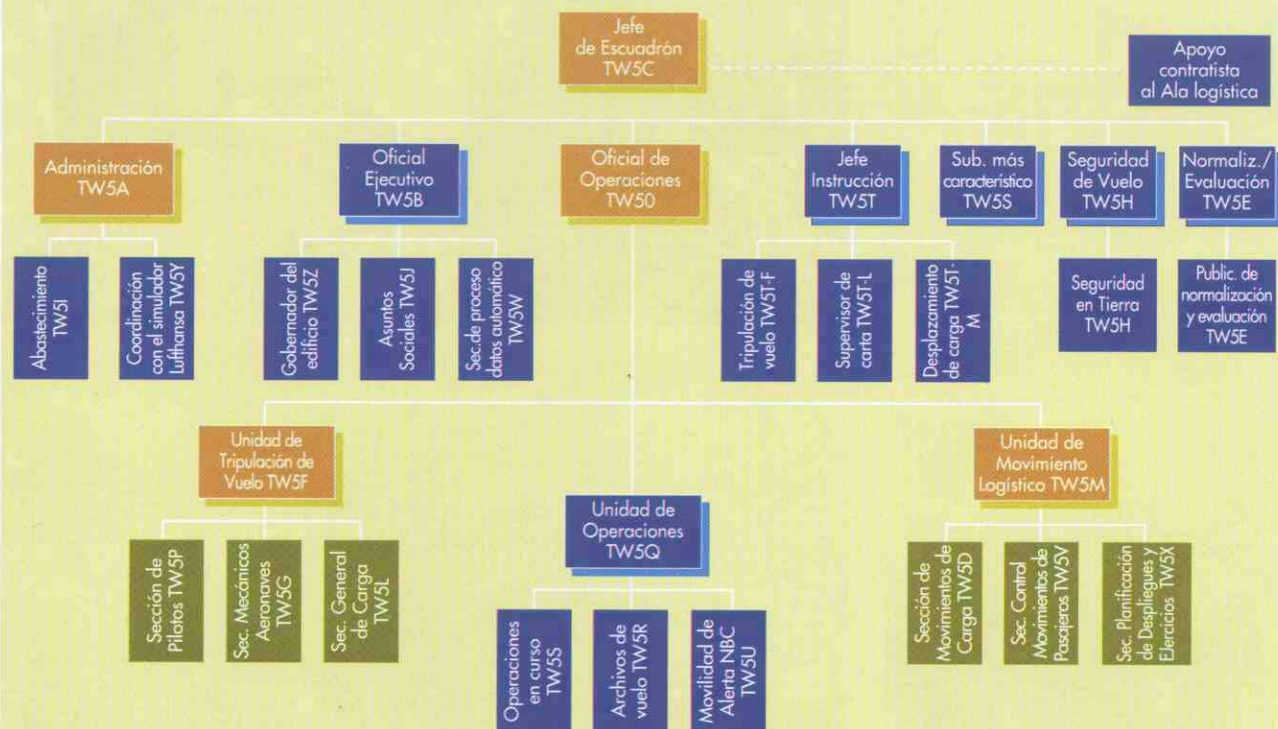 Jefe
de Escuadrón
TW5C
Apoyo
contratista
al Ala logística
Administración
TW5A
Oficial
Ejecutivo
TW5B
Oficial de
Operaciones
TW50
Jefe
Instrucción
TW5T
Sub. más
característico
TW5S
Seguridad
de Vuelo
TW5H
Normaliz./
Evaluación
TW5E
Abastecimiento
TW5I
Coordinación
con el simulador
Lufthansa TW5Y
Gobernador del
edificio TW5Z
Asuntos
Sociales TW5J
Sec.de proceso
datos automático
TW5W
Tripulación de
vuelo TW5T-F
Supervisor de
carta TW5T-L
Desplazamiento
de carga TW5T-
M
Seguridad
en Tierra
TW5H
Public. de
normalización
y evaluación
TW5E
Unidad de
Tripulación de
Vuelo TW5F
Unidad de
Operaciones
TW5Q
Unidad de
Movimiento
Logístico TW5M
Sección de
Pilotos TW5P
Sec. Mecánicos
Aeronaves
TW5G
Sec. General
de Carga
TW5L
Operaciones
en curso
TW5S
Archivos de
vuelo TW5R
Movilidad de
Alerta NBC
TW5U
Sección de
Movimientos de
Carga TW5D
Sec. Control
Movimientos de
Pasajeros TW5V
Sec. Planificación
de Despliegues y
Ejercicios TW5X